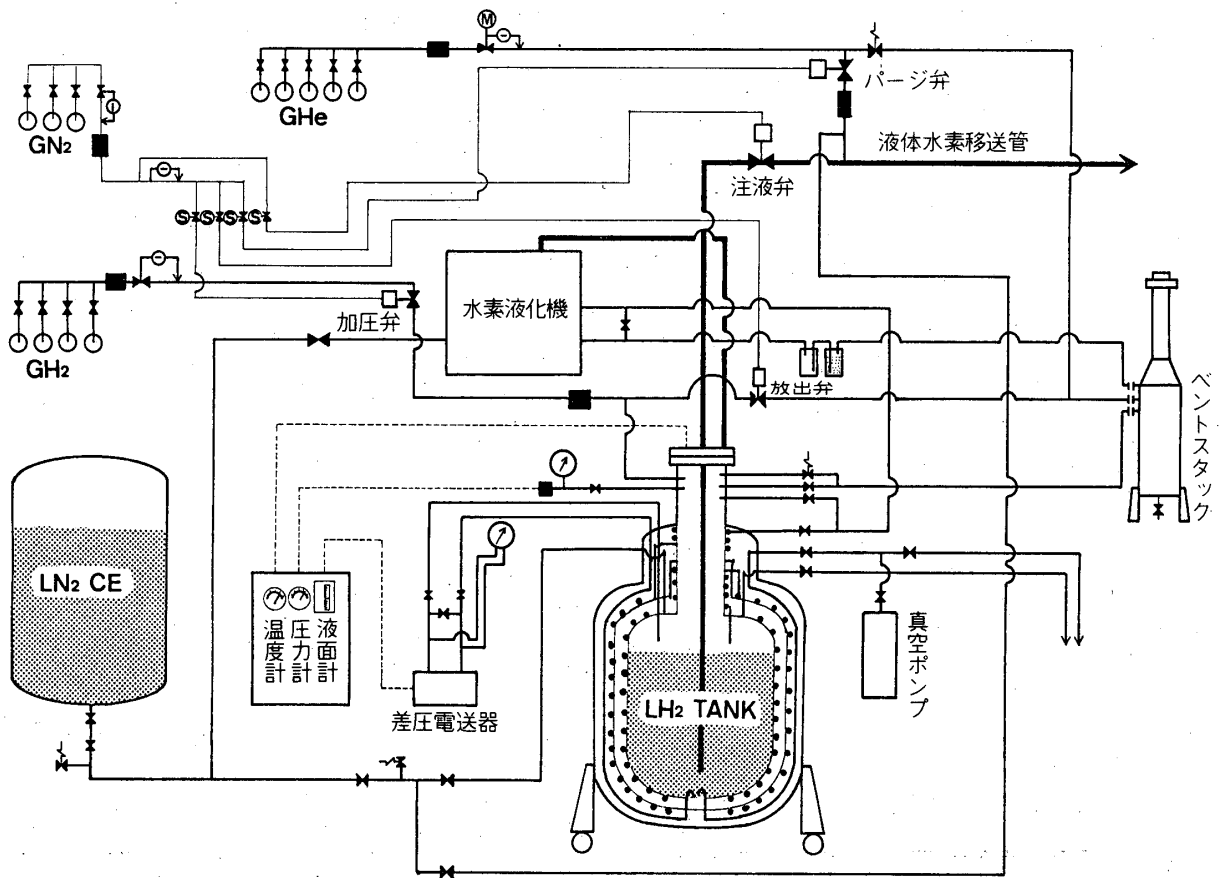 M
GHe
パージ弁
GN₂
液体水素移送管
注液弁
S
S
S
S
水素液化機
加圧弁
GH₂
放出弁
ベントスタック
LN₂ CE
温度計
圧力計
液面計
差圧電送器
LH₂ TANK
真空ポンプ